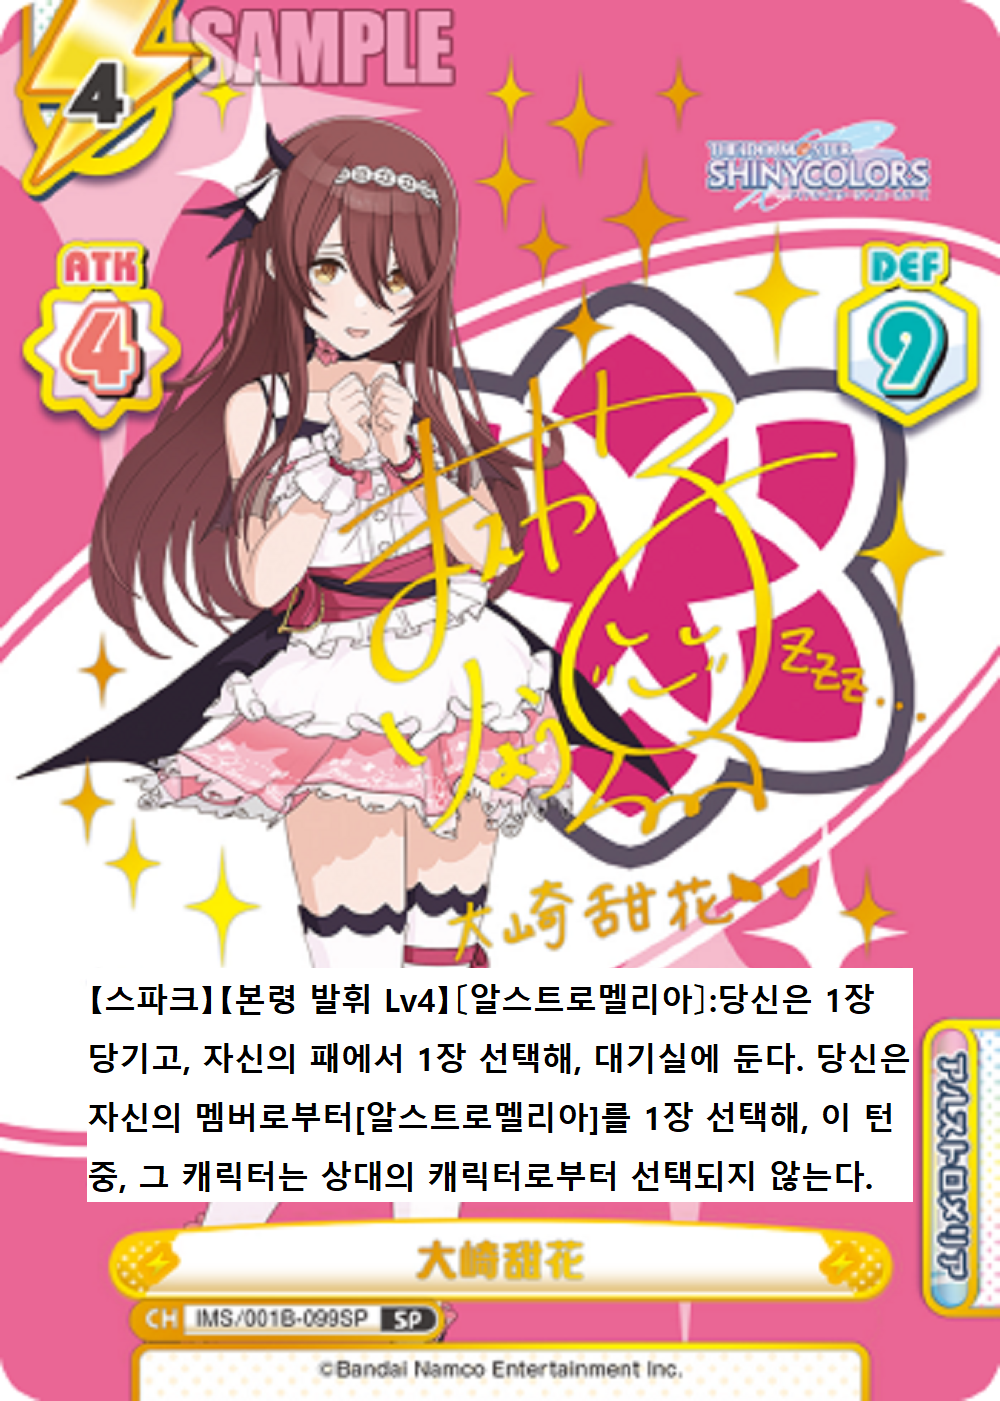 SAMPLE
4
THE IDOLM@STER
SHINYCOLORS
ATK
4
DEF
9
zzz...
大崎甜花
【스파크】【본령 발휘 Lv4】〔알스트로멜리아〕:당신은 1장
당기고, 자신의 패에서 1장 선택해, 대기실에 둔다. 당신은
자신의 멤버로부터[알스트로멜리아]를 1장 선택해, 이 턴
중, 그 캐릭터는 상대의 캐릭터로부터 선택되지 않는다.
アルストロメリア
大崎甜花
CH IMS/001B-099SP SP
©Bandai Namco Entertainment Inc.